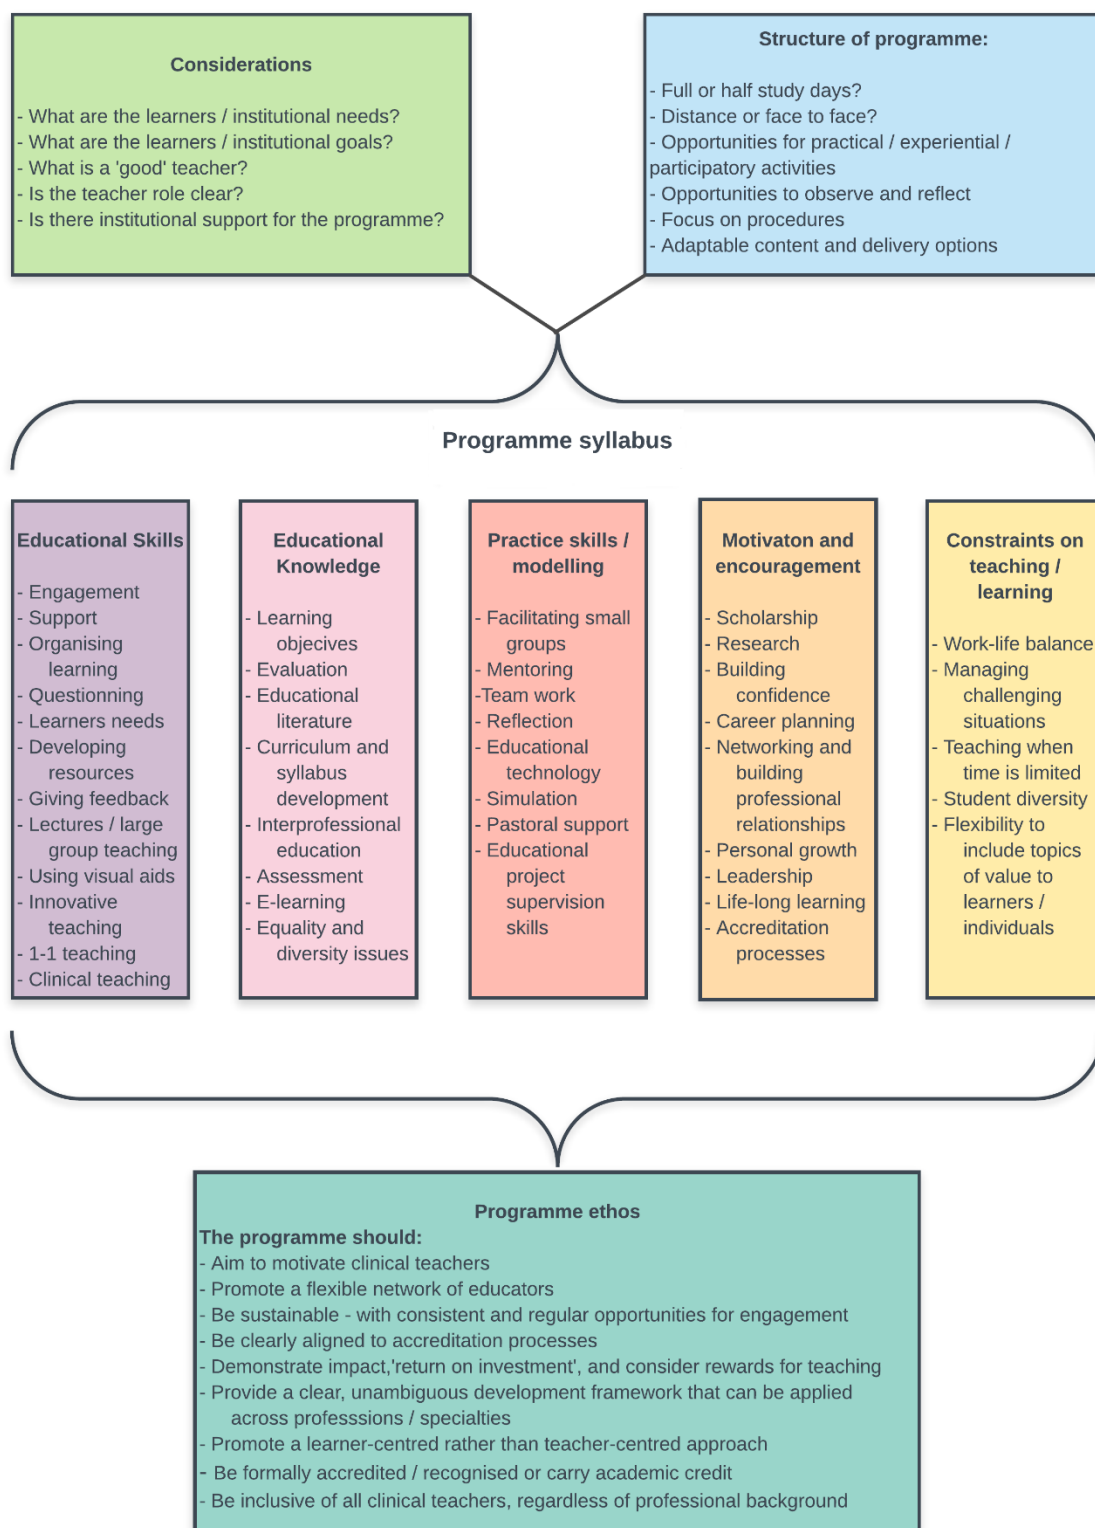 Considerations
- What are the learners / institutional needs?
- What are the learners / institutional goals?
- What is a 'good' teacher?
- Is the teacher role clear?
- Is there institutional support for the programme?
Structure of programme:
- Full or half study days?
- Distance or face to face?
- Opportunities for practical / experiential /
participatory activities
- Opportunities to observe and reflect
- Focus on procedures
- Adaptable content and delivery options
Programme syllabus
Educational Skills
- Engagement
- Support
- Organising
learning
- Questionning
- Learners needs
- Developing
resources
- Giving feedback
- Lectures / large
group teaching
- Using visual aids
- Innovative
teaching
- 1-1 teaching
- Clinical teaching
Educational
Knowledge
- Learning
objecives
- Evaluation
- Educational
literature
- Curriculum and
syllabus
development
- Interprofessional
education
- Assessment
- E-learning
- Equality and
diversity issues
Practice skills /
modelling
- Facilitating small
groups
- Mentoring
-Team work
- Reflection
- Educational
technology
- Simulation
- Pastoral support
- Educational
project
supervision
skills
Motivaton and
encouragement
- Scholarship
- Research
- Building
confidence
- Career planning
- Networking and
building
professional
relationships
- Personal growth
- Leadership
- Life-long learning
- Accreditation
processes
Constraints on
teaching /
learning
- Work-life balance
- Managing
challenging
situations
- Teaching when
time is limited
- Student diversity
- Flexibility to
include topics
of value to
learners /
individuals
Programme ethos
The programme should:
- Aim to motivate clinical teachers
- Promote a flexible network of educators
- Be sustainable - with consistent and regular opportunities for engagement
- Be clearly aligned to accreditation processes
- Demonstrate impact,'return on investment', and consider rewards for teaching
- Provide a clear, unambiguous development framework that can be applied
across professsions / specialties
- Promote a learner-centred rather than teacher-centred approach
- Be formally accredited / recognised or carry academic credit
- Be inclusive of all clinical teachers, regardless of professional background